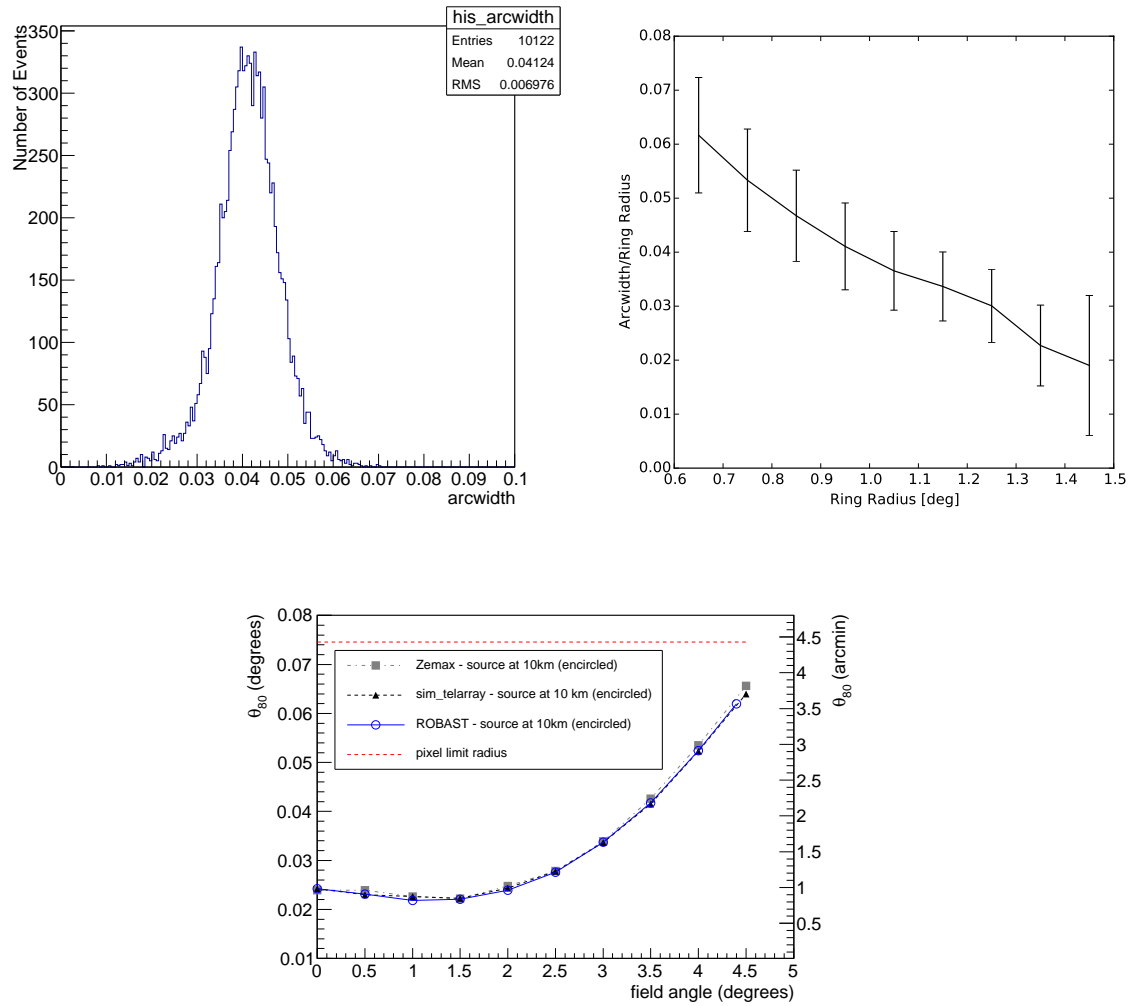 his_arcwidth
Entries 10122
Mean 0.04124
RMS 0.006976
Number of Events
350
300
250
200
150
100
50
0
0 0.01 0.02 0.03 0.04 0.05 0.06 0.07 0.08 0.09 0.1
arcwidth
Arcwidth/Ring Radius
0.08
0.07
0.06
0.05
0.04
0.03
0.02
0.01
0.00
0.6 0.7 0.8 0.9 1.0 1.1 1.2 1.3 1.4 1.5
Ring Radius [deg]
θ80 (degrees)
0.08
0.07
0.06
0.05
0.04
0.03
0.02
0.01
Zemax - source at 10km (encircled)
sim_telarray - source at 10 km (encircled)
ROBAST - source at 10km (encircled)
pixel limit radius
4.5
4
3.5
3
2.5
2
1.5
1
0.5
θ80 (arcmin)
0 0.5 1 1.5 2 2.5 3 3.5 4 4.5 5
field angle (degrees)